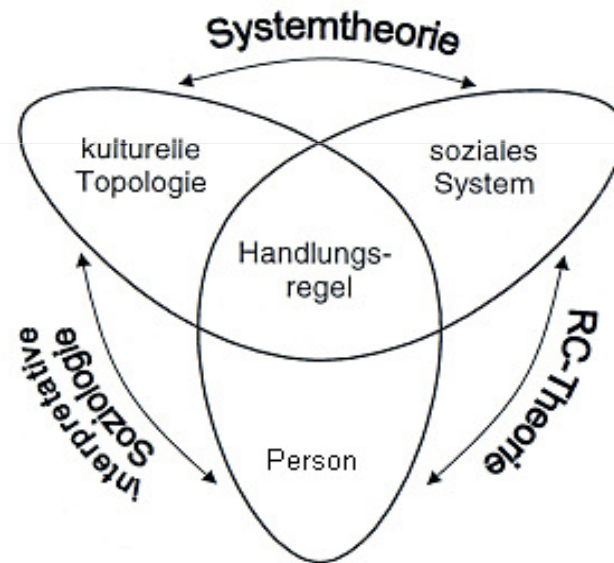 Systemtheorie
kulturelle
Topologie
soziales
System
Handlungs-
regel
interpretative
Soziologie
RC-Theorie
Person